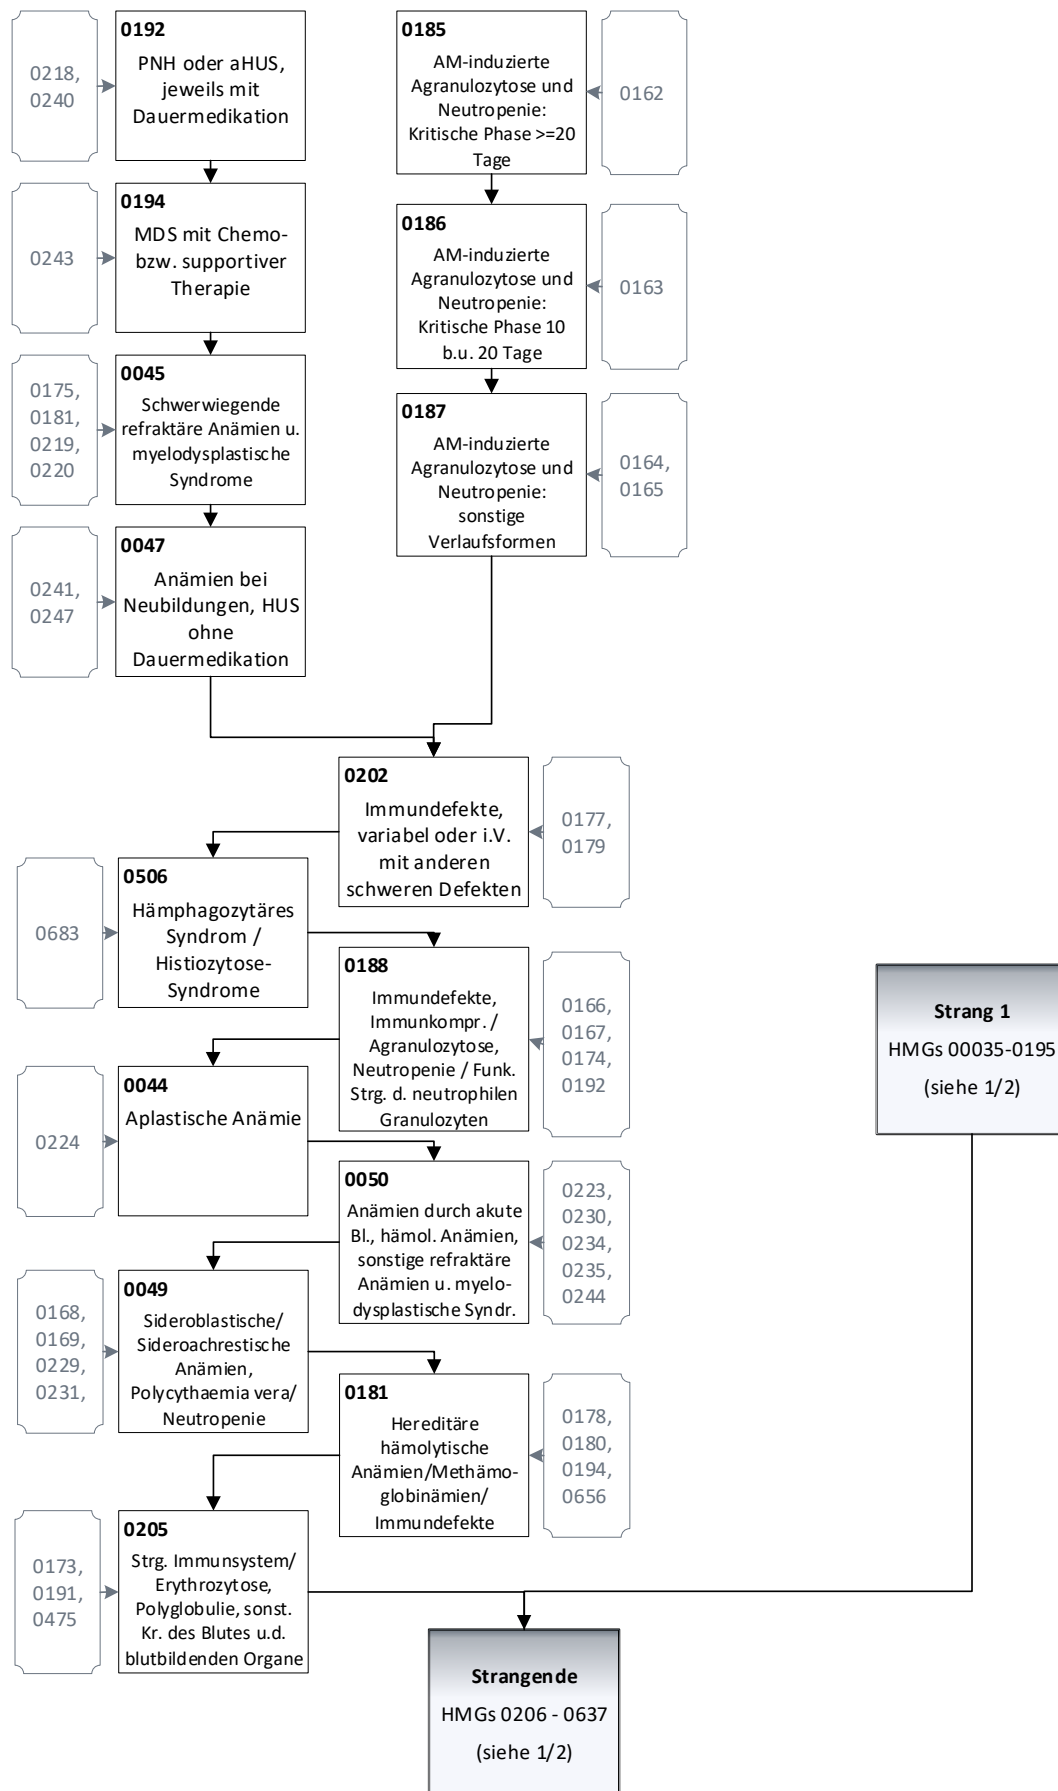 0192
PNH oder aHUS,
jeweils mit
Dauermedikation
0218,
0240
0185
AM-induzierte
Agranulozytose und
Neutropenie:
Kritische Phase >=20
Tage
0162
0194
MDS mit Chemo-
bzw. supportiver
Therapie
0243
0186
AM-induzierte
Agranulozytose und
Neutropenie:
Kritische Phase 10
b.u. 20 Tage
0163
0045
Schwerwiegende
refraktäre Anämien u.
myelodysplastische
Syndrome
0175,
0181,
0219,
0220
0187
AM-induzierte
Agranulozytose und
Neutropenie:
sonstige
Verlaufsformen
0164,
0165
0047
Anämien bei
Neubildungen, HUS
ohne
Dauermedikation
0241,
0247
0202
Immundefekte,
variabel oder i.V.
mit anderen
schweren Defekten
0177,
0179
0506
Hämphagozytäres
Syndrom /
Histiozytose-
Syndrome
0683
0188
Immundefekte,
Immunkompr. /
Agranulozytose,
Neutropenie / Funk.
Strg. d. neutrophilen
Granulozyten
0166,
0167,
0174,
0192
Strang 1
HMGs 00035-0195
(siehe 1/2)
0044
Aplastische Anämie
0224
0050
Anämien durch akute
Bl., hämol. Anämien,
sonstige refraktäre
Anämien u. myelo-
dysplastische Syndr.
0223,
0230,
0234,
0235,
0244
0049
Sideroblastische/
Sideroachrestische
Anämien,
Polycythaemia vera/
Neutropenie
0168,
0169,
0229,
0231,
0181
Hereditäre
hämolytische
Anämien/Methämo-
globinämien/
Immundefekte
0178,
0180,
0194,
0656
0205
Strg. Immunsystem/
Erythrozytose,
Polyglobulie, sonst.
Kr. des Blutes u.d.
blutbildenden Organe
0173,
0191,
0475
Strangende
HMGs 0206 - 0637
(siehe 1/2)